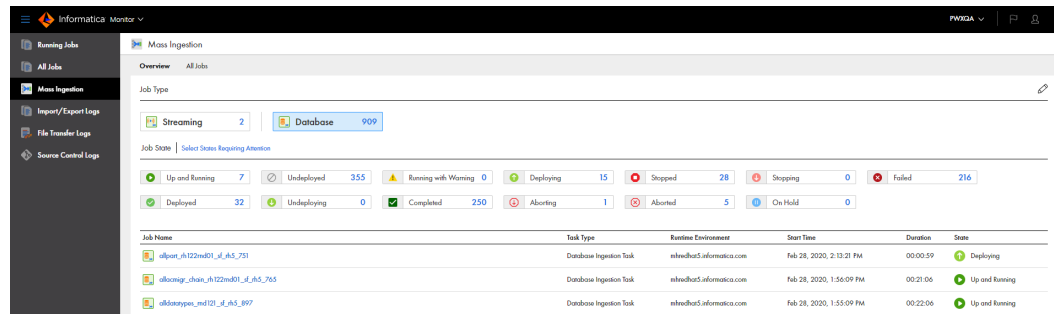 Informatica Monitor
PWXQA
Running Jobs
All Jobs
Mass Ingestion
Import/Export Logs
File Transfer Logs
Source Control Logs
Mass Ingestion
Overview All Jobs
Job Type
Streaming 2 Database 909
Job State Select States Requiring Attention
Up and Running 7 Undeployed 355 Running with Warning 0 Deploying 15 Stopped 28 Stopping 0 Failed 216
Deployed 32 Undeploying 0 Completed 250 Aborting 1 Aborted 5 On Hold 0
Job Name Task Type Runtime Environment Start Time Duration State
allpart_rh122md01_sf_rh5_751 Database Ingestion Task mhredhat5.informatica.com Feb 28, 2020, 2:13:21 PM 00:00:59 Deploying
allacmigr_chain_rh122md01_sf_rh5_765 Database Ingestion Task mhredhat5.informatica.com Feb 28, 2020, 1:56:09 PM 00:21:06 Up and Running
alldatatypes_md121_sf_rh5_897 Database Ingestion Task mhredhat5.informatica.com Feb 28, 2020, 1:55:09 PM 00:22:06 Up and Running